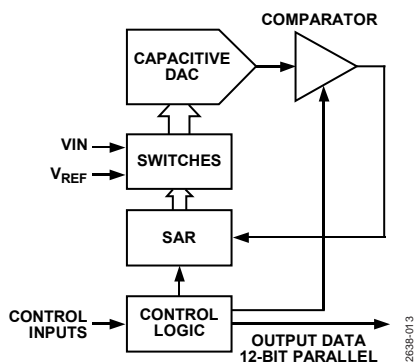 COMPARATOR
CAPACITIVE
DAC
VIN
VREF
SWITCHES
SAR
CONTROL
INPUTS
CONTROL
LOGIC
OUTPUT DATA
12-BIT PARALLEL
2638-013